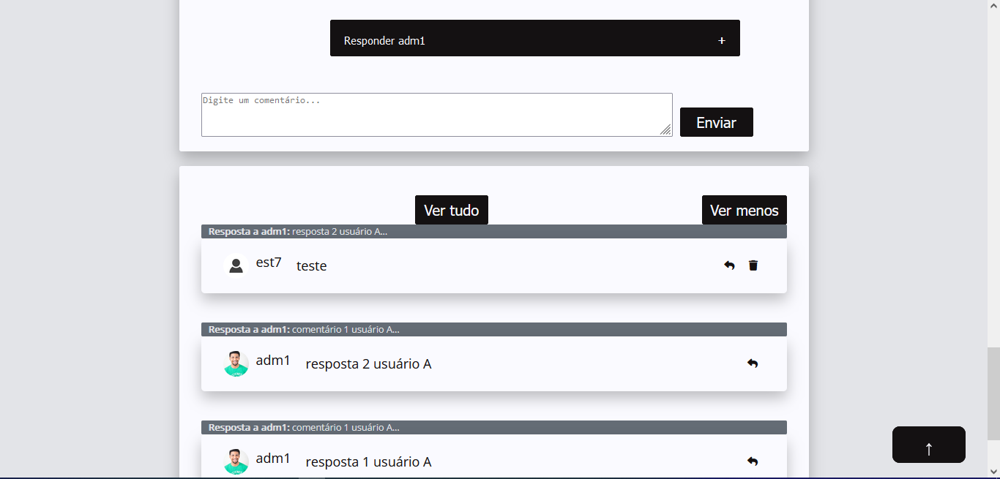 Responder adm1 +
Digite um comentário...
Enviar
Ver tudo Ver menos
Resposta a adm1: resposta 2 usuário A...
est7 teste
Resposta a adm1: comentário 1 usuário A...
adm1 resposta 2 usuário A
Resposta a adm1: comentário 1 usuário A...
adm1 resposta 1 usuário A
↑